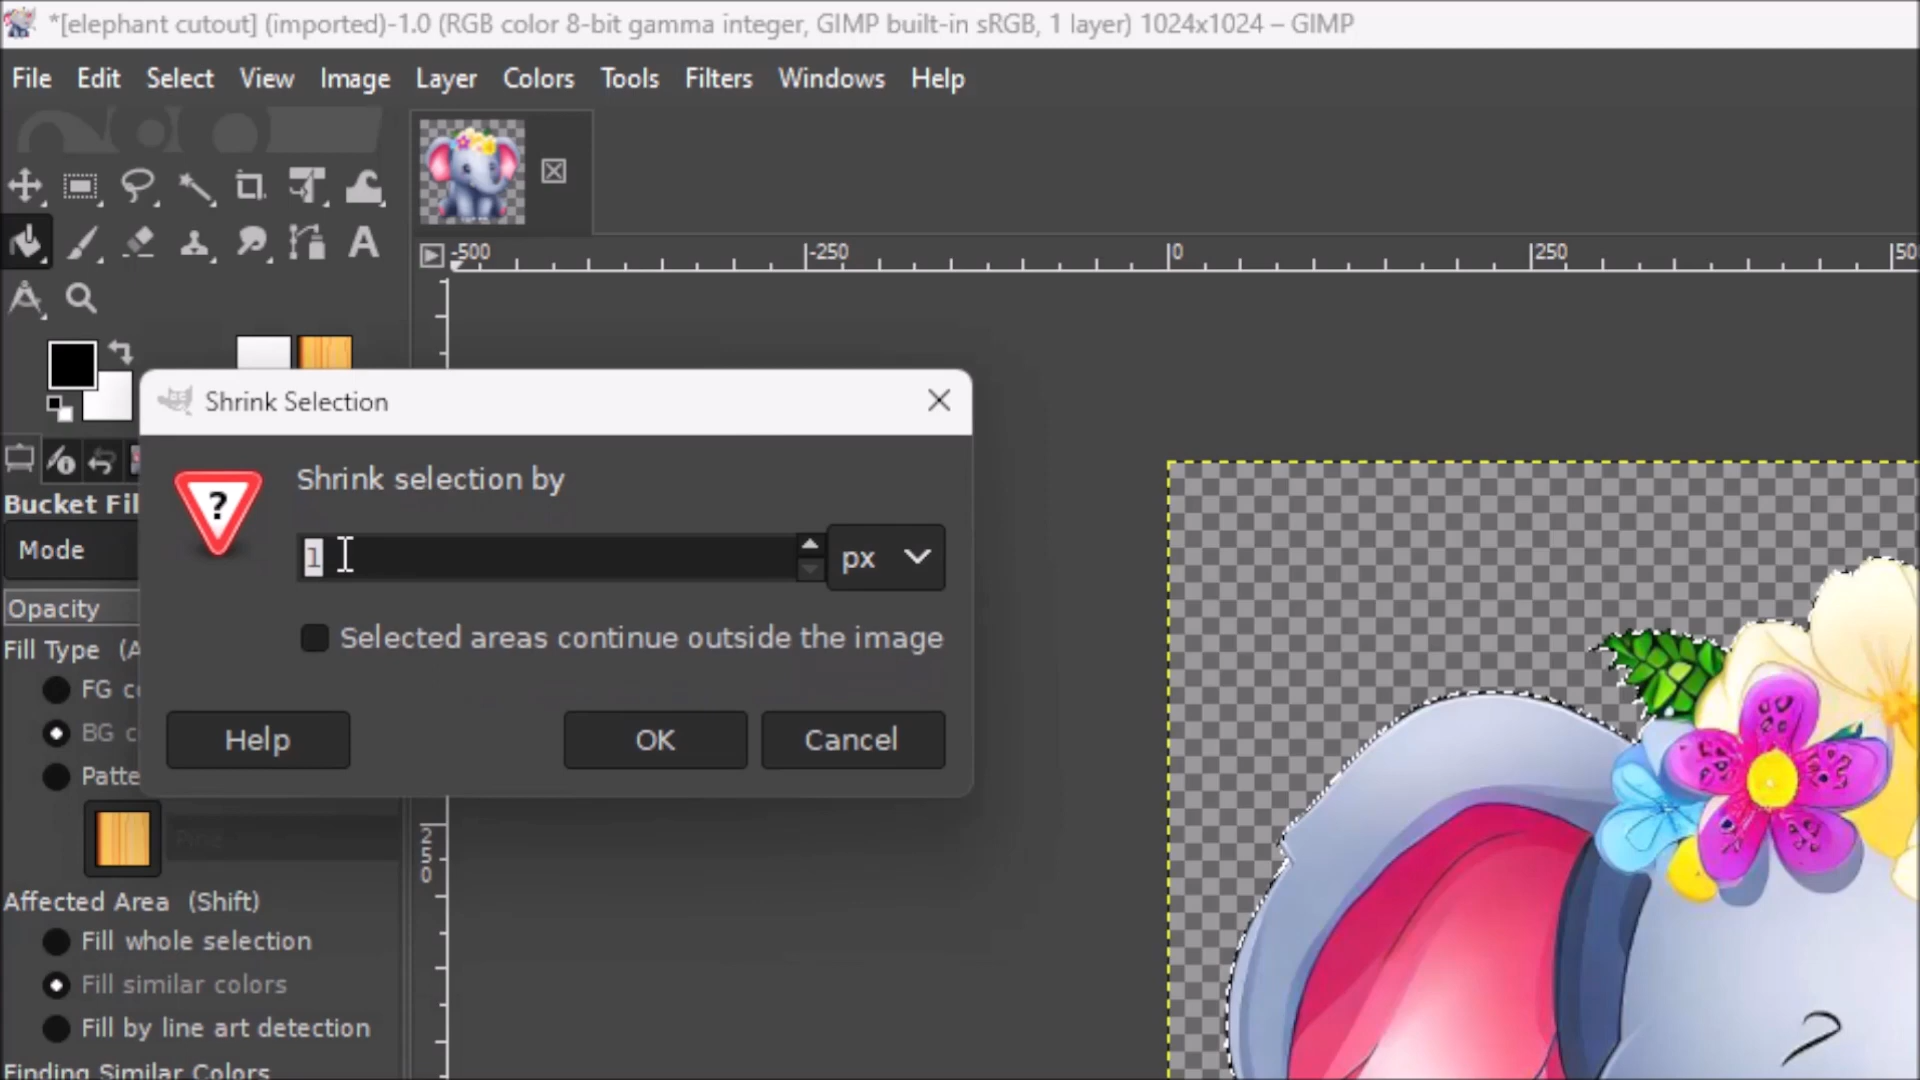 *[elephant cutout] (imported)-1.0 (RGB color 8-bit gamma integer, GIMP built-in sRGB, 1 layer) 1024x1024 – GIMP
File Edit Select View Image Layer Colors Tools Filters Windows Help
-500 -250 0 250 50
Shrink Selection
Shrink selection by
1 px
Selected areas continue outside the image
Help OK Cancel
Bucket Fil
Mode
Opacity
Fill Type (A
FG c
BG c
Patte
Pine
250
Affected Area (Shift)
Fill whole selection
Fill similar colors
Fill by line art detection
Finding Similar Colors